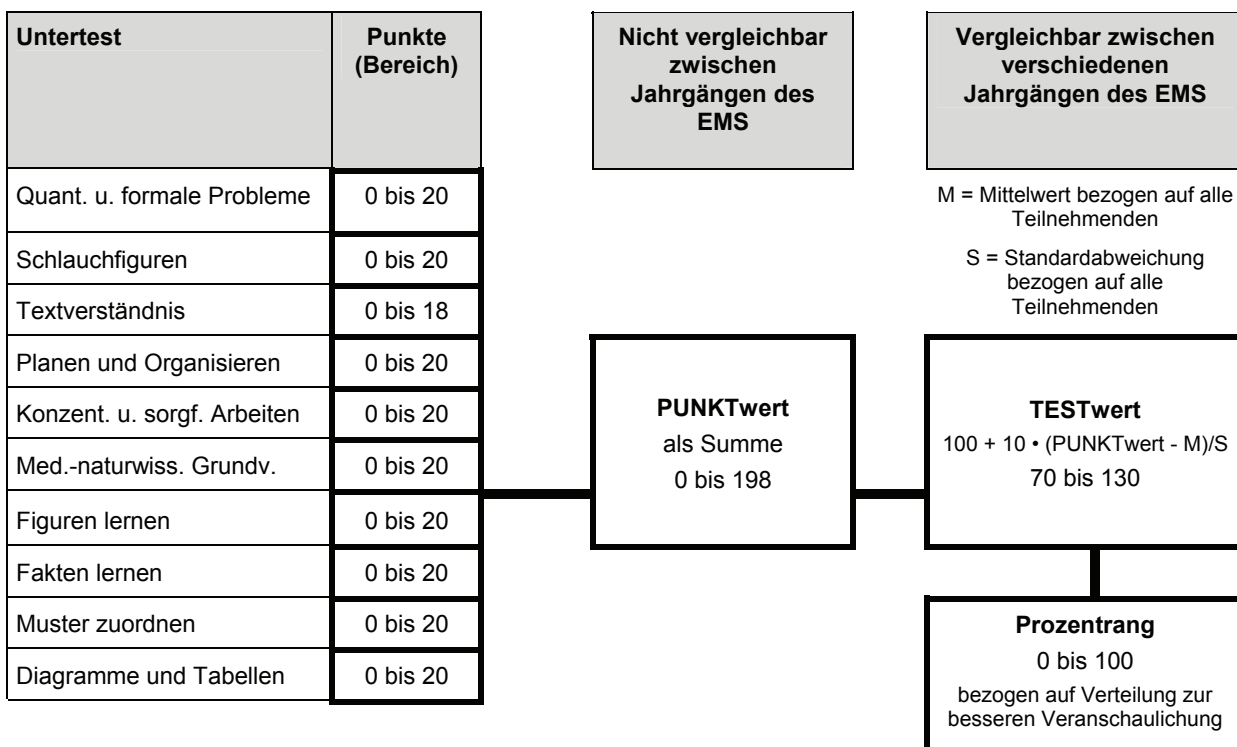 Untertest
Punkte
(Bereich)
Quant. u. formale Probleme
0 bis 20
Schlauchfiguren
0 bis 20
Textverständnis
0 bis 18
Planen und Organisieren
0 bis 20
Konzent. u. sorgf. Arbeiten
0 bis 20
Med.-naturwiss. Grundv.
0 bis 20
Figuren lernen
0 bis 20
Fakten lernen
0 bis 20
Muster zuordnen
0 bis 20
Diagramme und Tabellen
0 bis 20
Nicht vergleichbar
zwischen
Jahrgängen des
EMS
PUNKTwert
als Summe
0 bis 198
Vergleichbar zwischen
verschiedenen
Jahrgängen des EMS
M = Mittelwert bezogen auf alle
Teilnehmenden
S = Standardabweichung
bezogen auf alle
Teilnehmenden
TESTwert
100 + 10 • (PUNKTwert - M)/S
70 bis 130
Prozentrang
0 bis 100
bezogen auf Verteilung zur
besseren Veranschaulichung